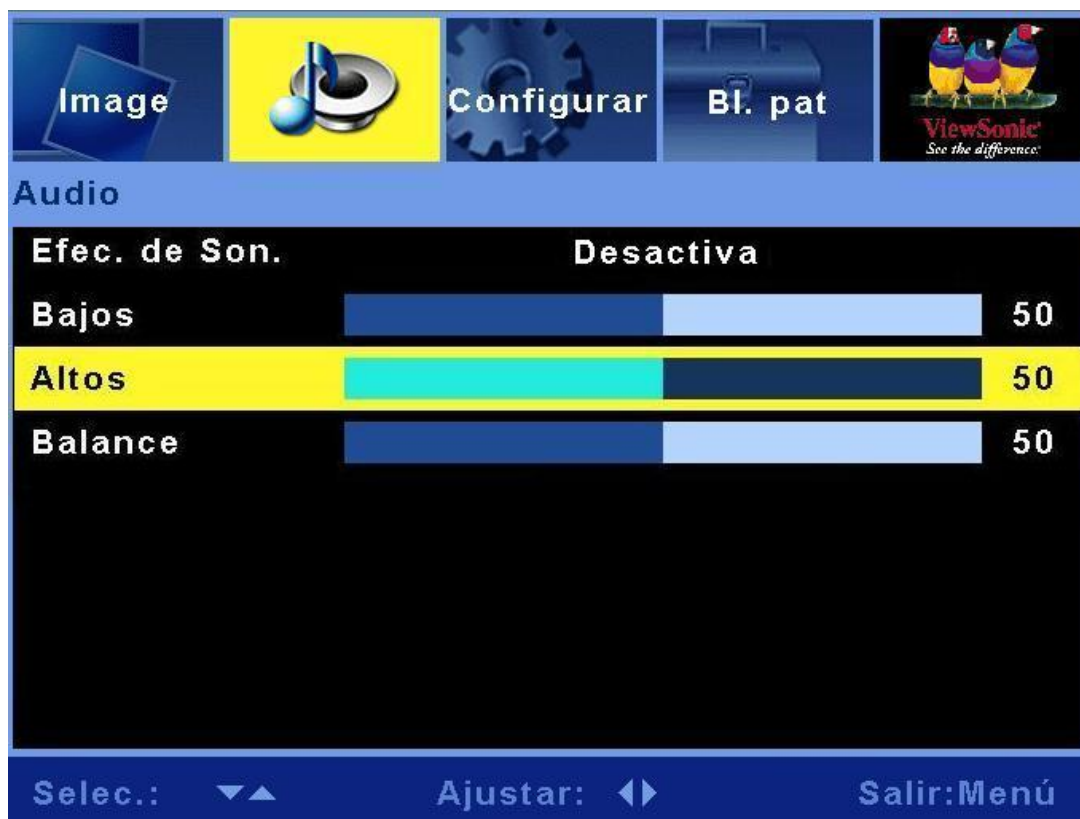 Image
Configurar
Bl. pat
ViewSonic®
See the difference.™
Audio
Efec. de Son. Desactiva
Bajos 50
Altos 50
Balance 50
Selec.: Ajustar: Salir:Menú